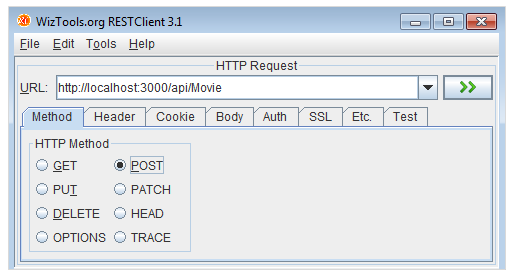 WizTools.org RESTClient 3.1
File Edit Tools Help
HTTP Request
URL: http://localhost:3000/api/Movie
Method Header Cookie Body Auth SSL Etc. Test
HTTP Method
GET POST
PUT PATCH
DELETE HEAD
OPTIONS TRACE